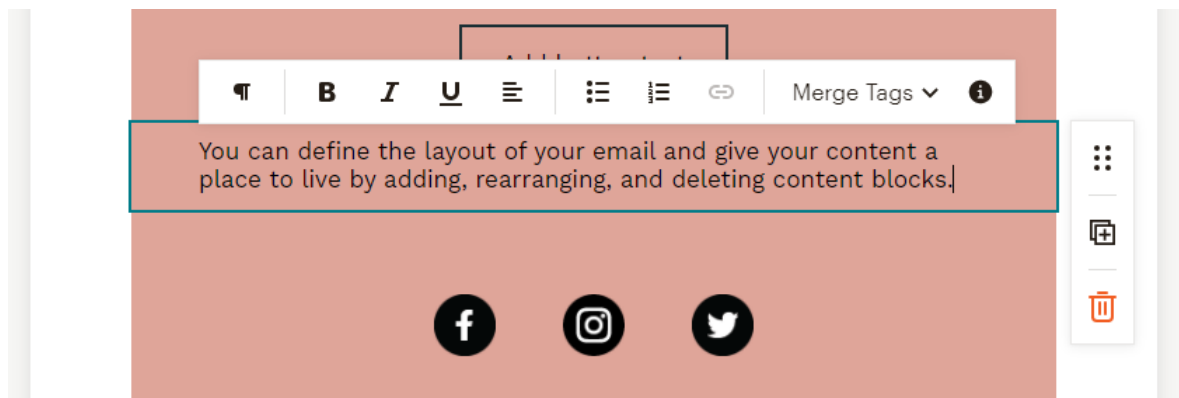 B I U
Merge Tags
You can define the layout of your email and give your content a
place to live by adding, rearranging, and deleting content blocks.